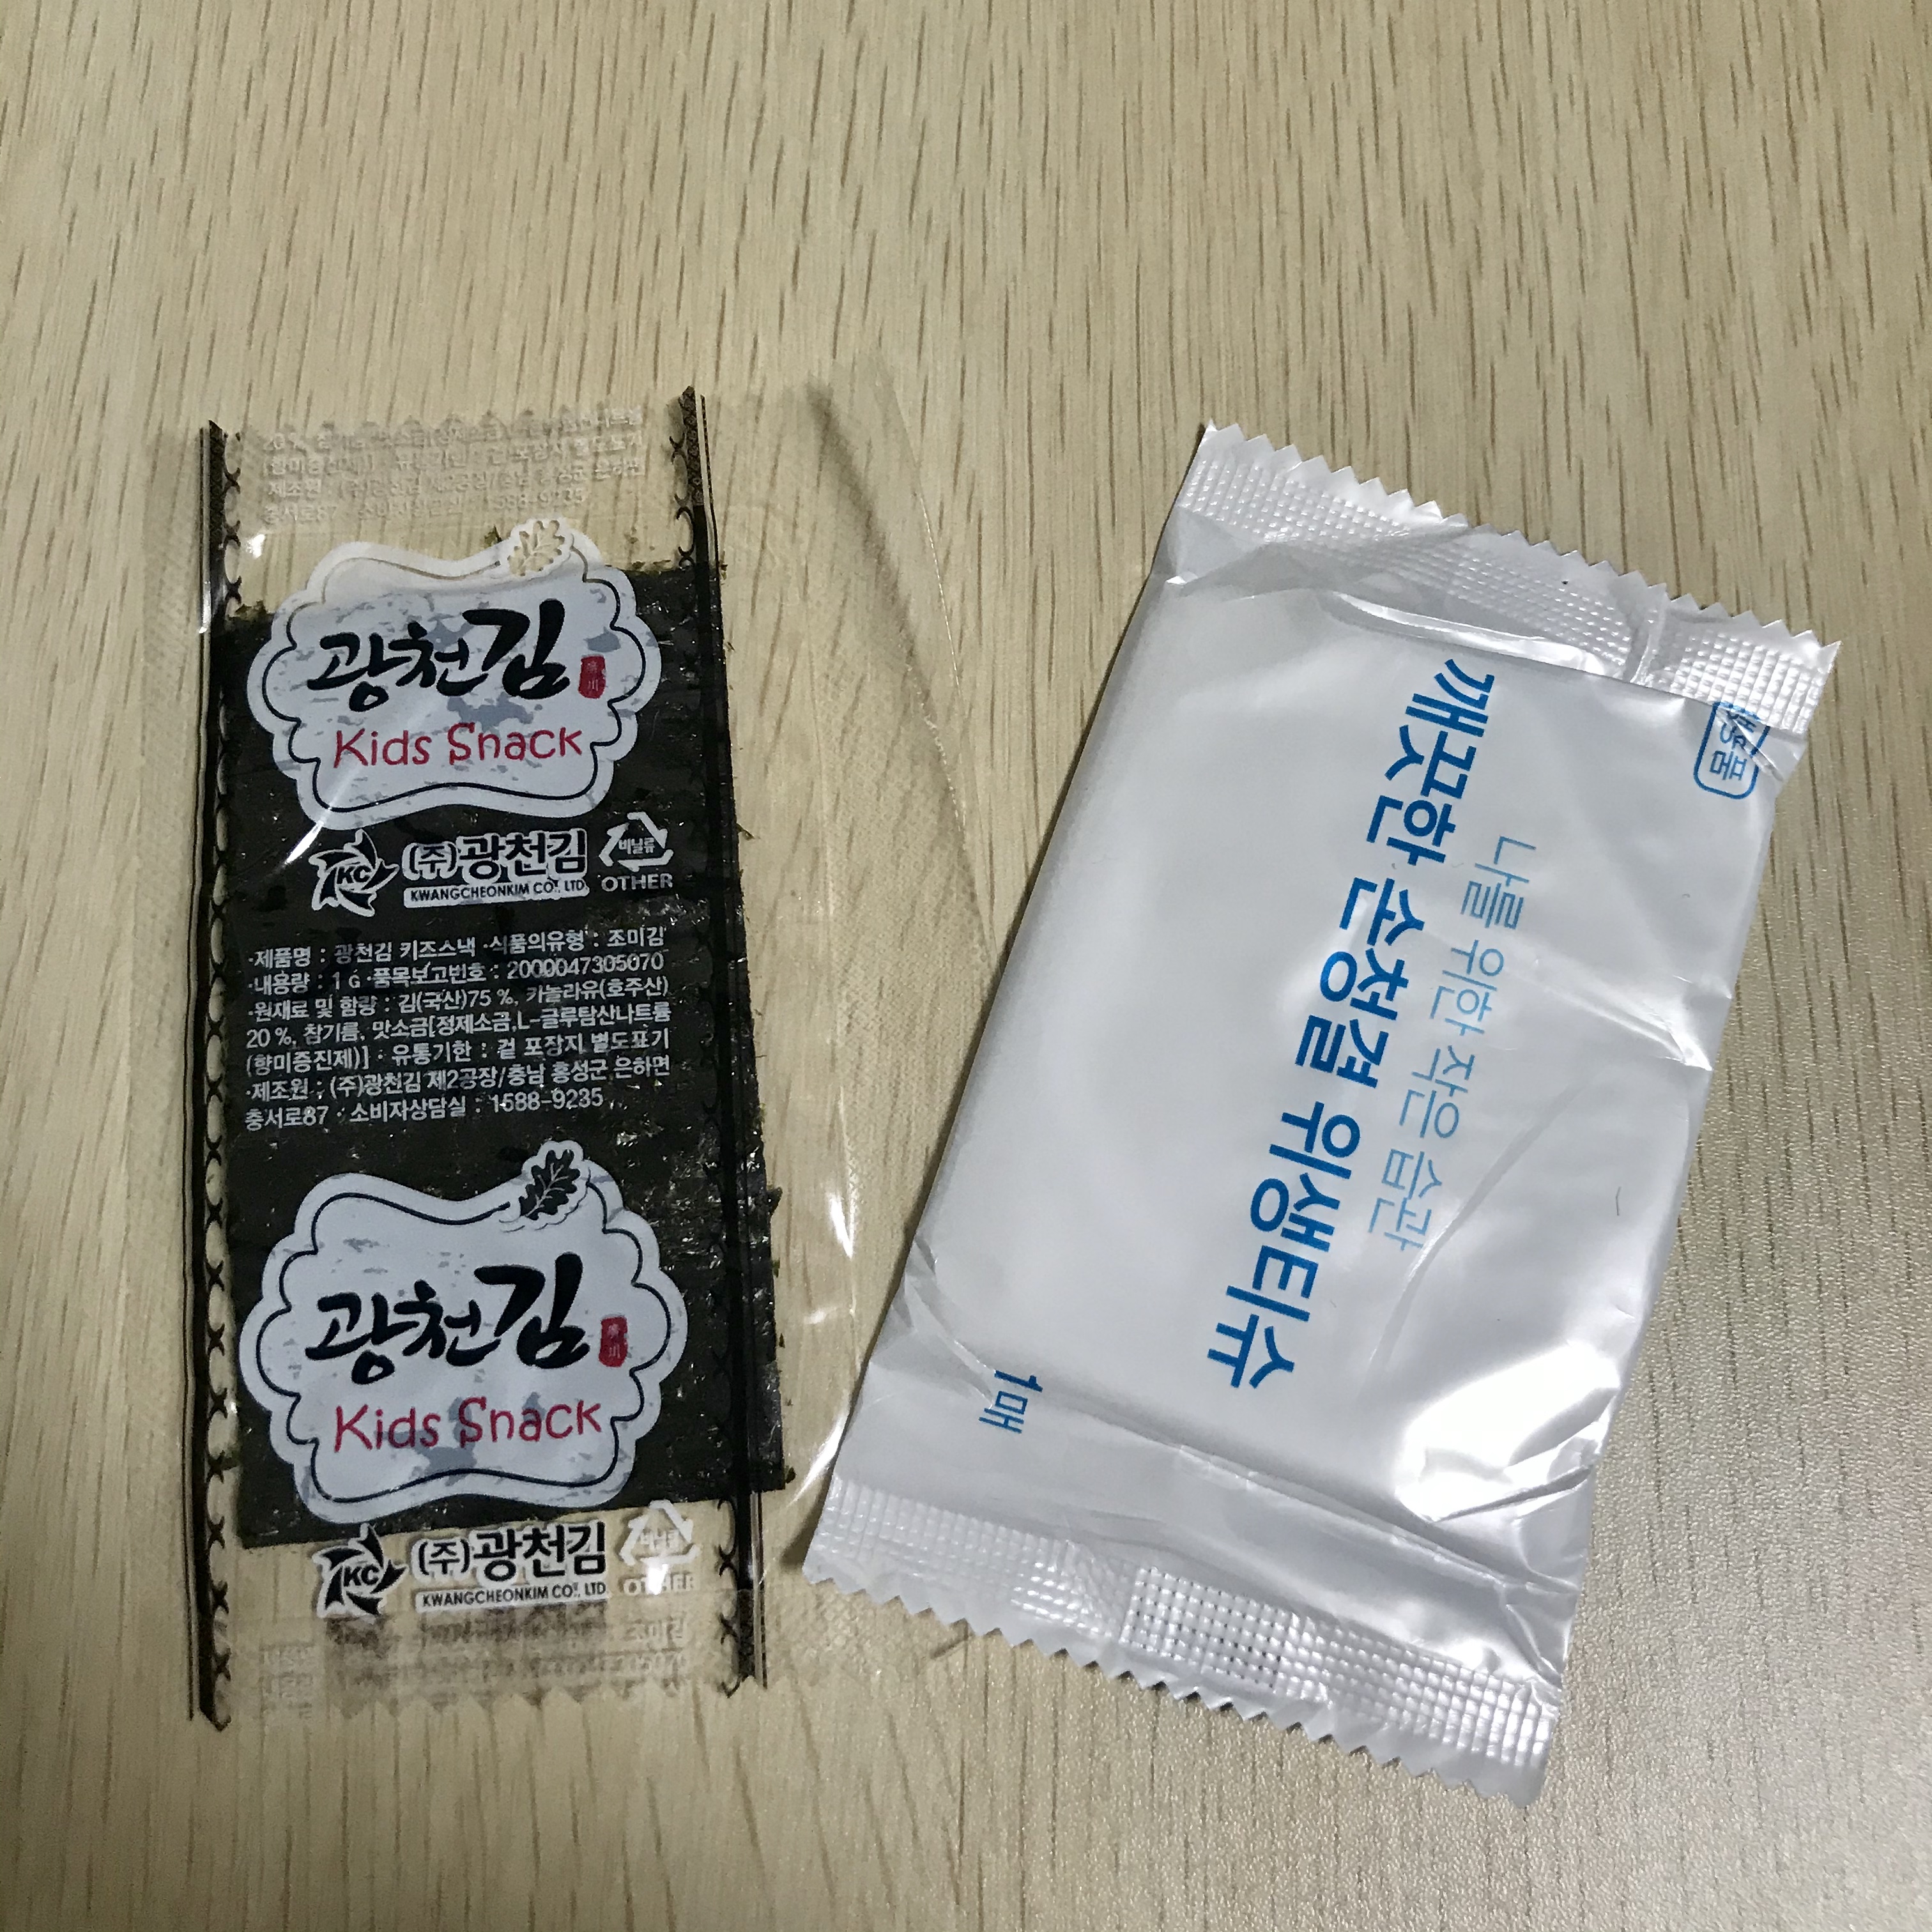 광천김
Kids Snack
KC (주)광천김 비닐류
KWANGCHEONKIM CO., LTD. OTHER
·제품명 : 광천김 키즈스낵 ·식품의유형 : 조미김
·내용량 : 1 G ·품목보고번호 : 2000047305070
·원재료 및 함량 : 김(국산)75 %, 카놀라유(호주산)
20 %, 참기름, 맛소금[정제소금,L-글루탐산나트륨
(향미증진제)] · 유통기한 : 겉 포장지 별도표기
·제조원 : (주)광천김 제2공장/충남 홍성군 은하면
충서로87 · 소비자상담실 : 1588-9235
광천김
Kids Snack
KC (주)광천김
KWANGCHEONKIM CO., LTD. OTHER
나를 위한 작은 습관
깨끗한 손청결 위생티슈
1매